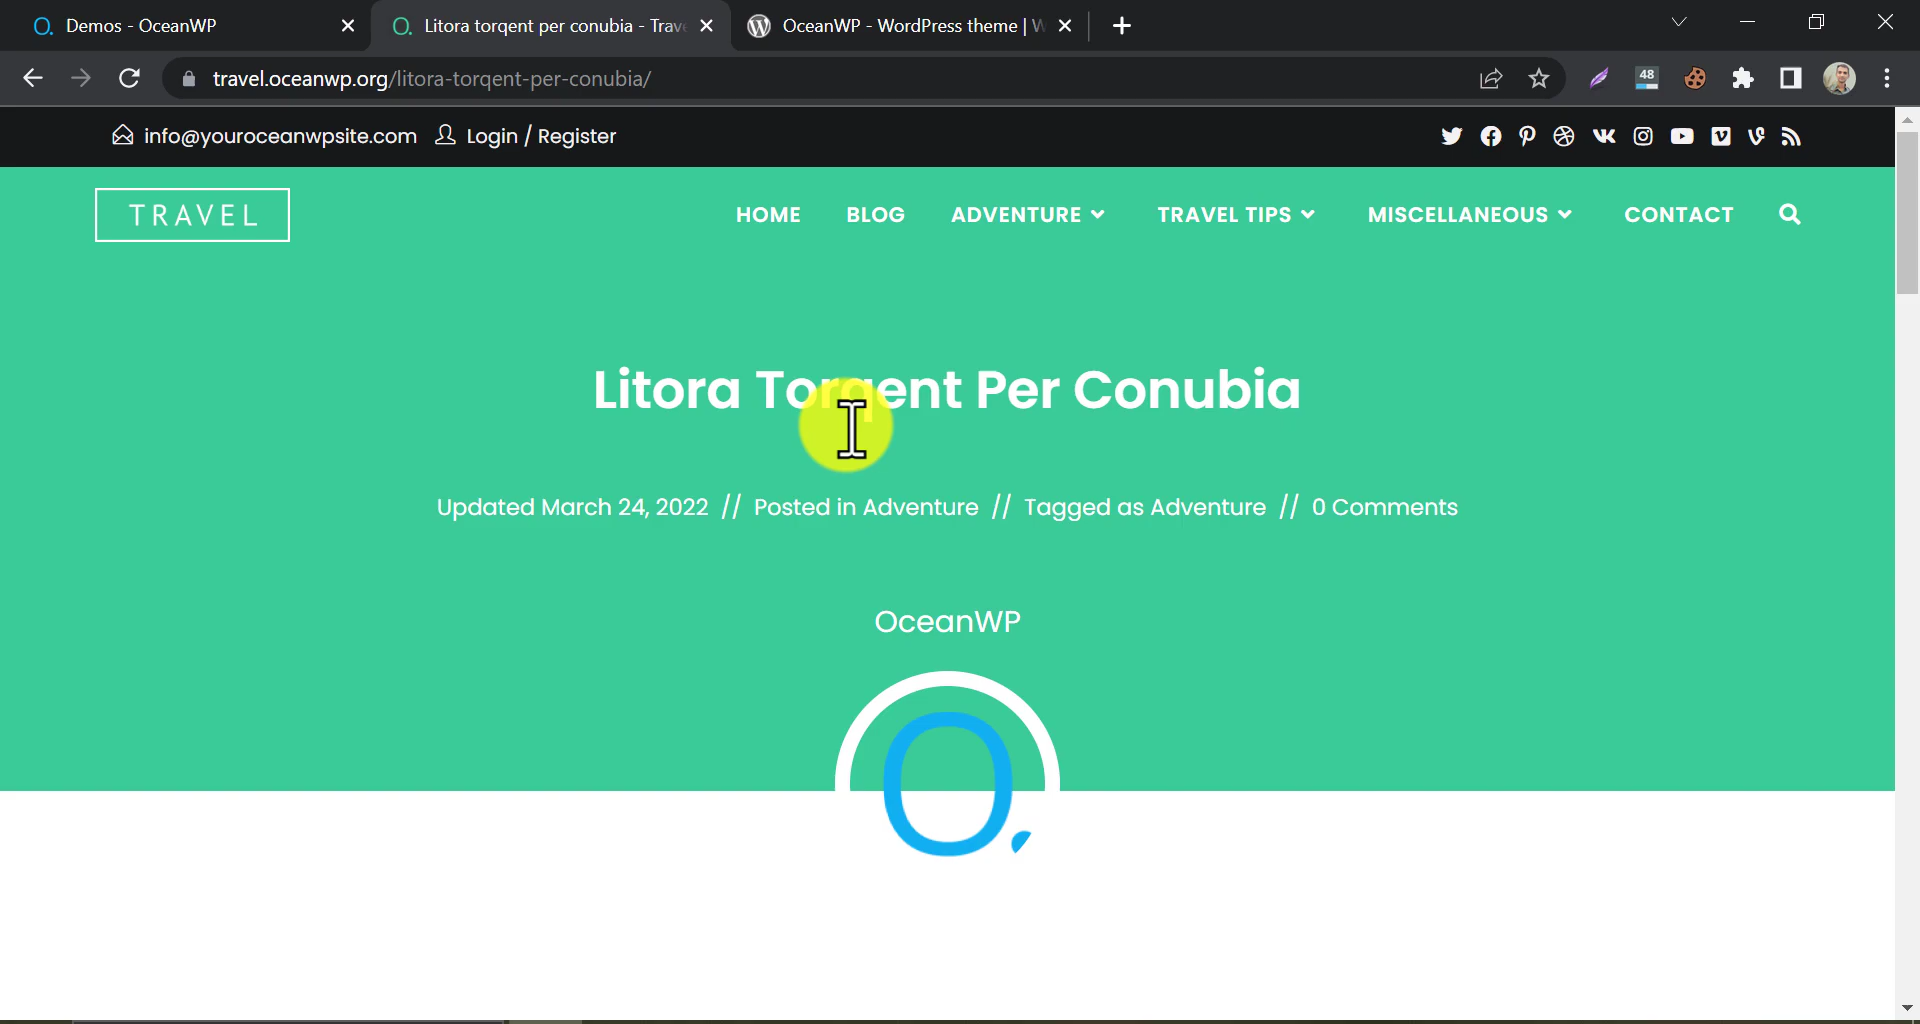 Demos - OceanWP
Litora torqent per conubia - Trav
OceanWP - WordPress theme | W
travel.oceanwp.org/litora-torqent-per-conubia/
48
info@youroceanwpsite.com Login / Register
TRAVEL
HOME BLOG ADVENTURE TRAVEL TIPS MISCELLANEOUS CONTACT
Litora Torqent Per Conubia
Updated March 24, 2022 // Posted in Adventure // Tagged as Adventure // 0 Comments
OceanWP
O.